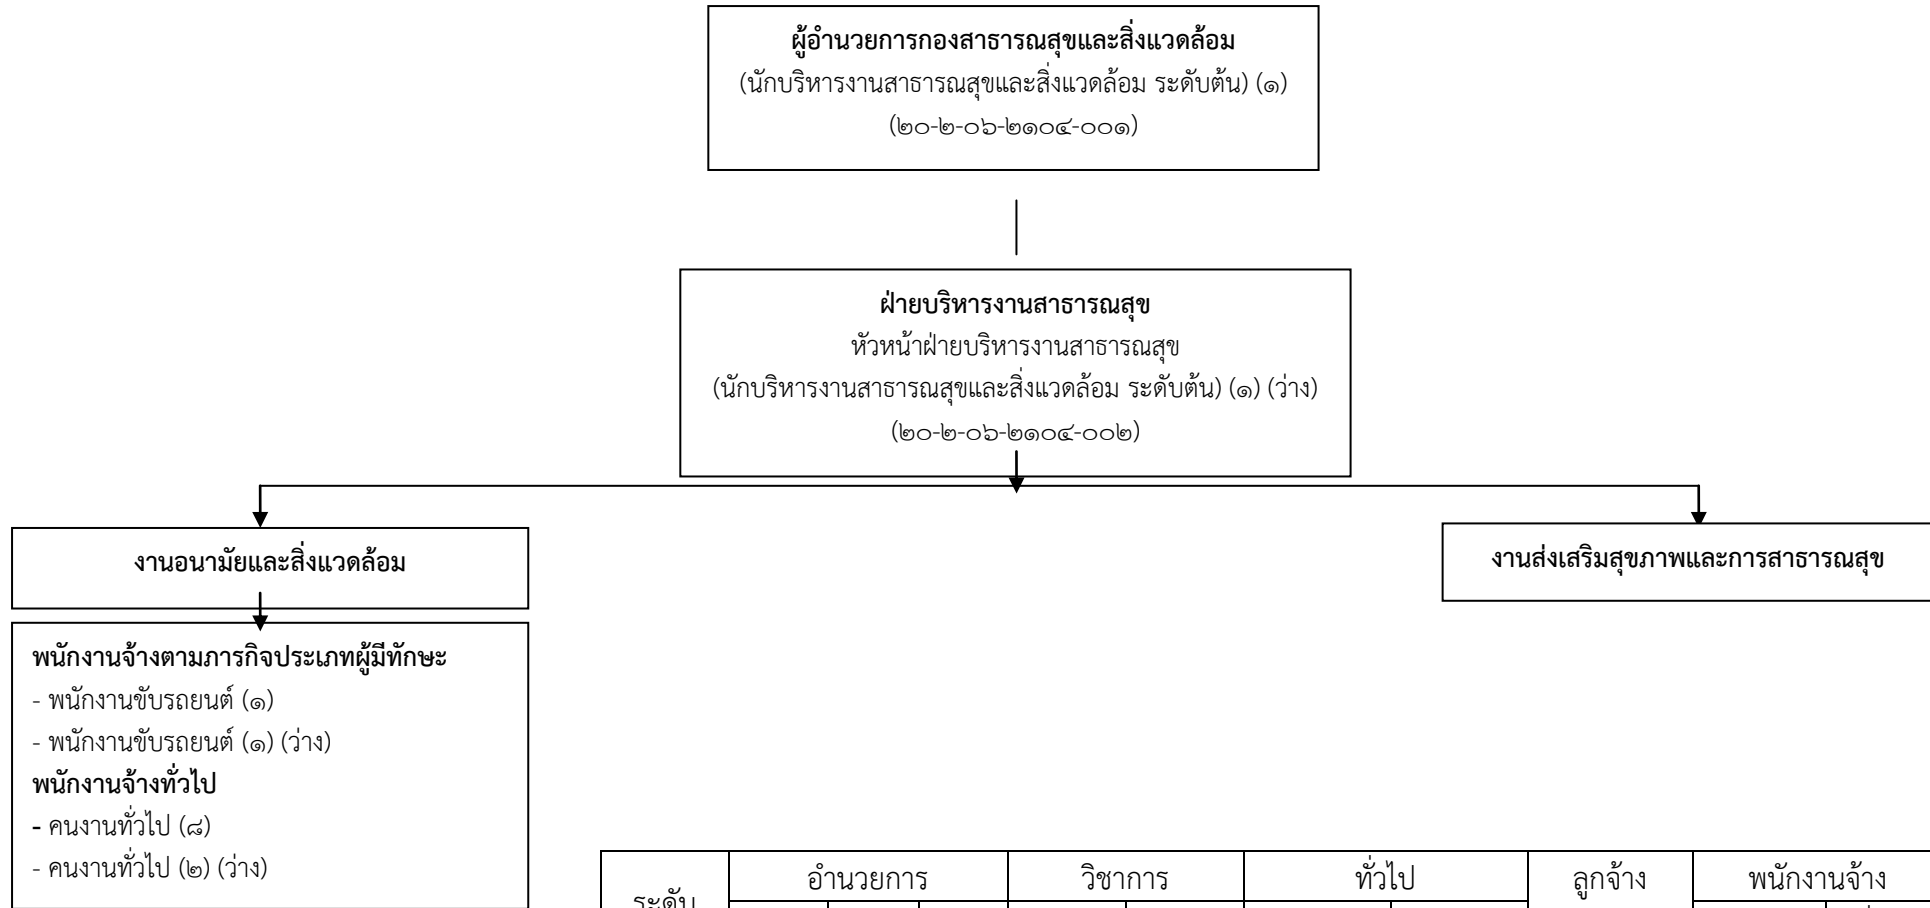 ผู้อำนวยการกองสาธารณสุขและสิ่งแวดล้อม
(นักบริหารงานสาธารณสุขและสิ่งแวดล้อม ระดับต้น) (๑)
(๒๐-๒-๐๖-๒๑๐๔-๐๐๑)
ฝ่ายบริหารงานสาธารณสุข
หัวหน้าฝ่ายบริหารงานสาธารณสุข
(นักบริหารงานสาธารณสุขและสิ่งแวดล้อม ระดับต้น) (๑) (ว่าง)
(๒๐-๒-๐๖-๒๑๐๔-๐๐๒)
งานอนามัยและสิ่งแวดล้อม
งานส่งเสริมสุขภาพและการสาธารณสุข
พนักงานจ้างตามภารกิจประเภทผู้มีทักษะ
- พนักงานขับรถยนต์ (๑)
- พนักงานขับรถยนต์ (๑) (ว่าง)
พนักงานจ้างทั่วไป
- คนงานทั่วไป (๘)
- คนงานทั่วไป (๒) (ว่าง)
ระดับ อำนวยการ วิชาการ ทั่วไป ลูกจ้าง พนักงานจ้าง